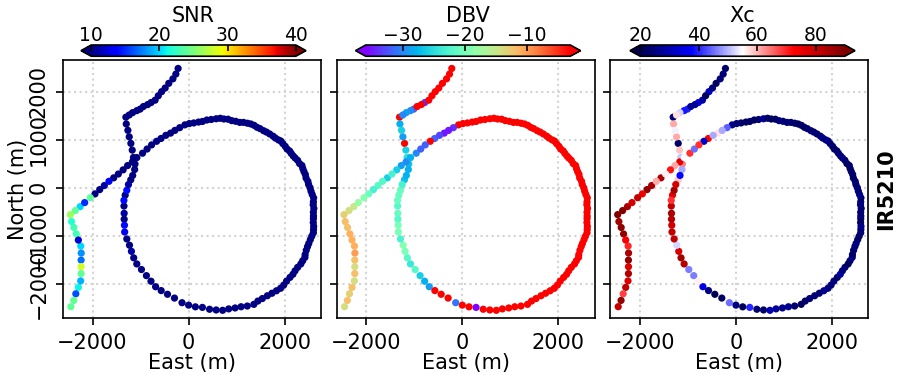 SNR DBV Xc
10 20 30 40 −30 −20 −10 20 40 60 80
2000
1000
0
−1000
−2000
North (m)
IR5210
−2000 0 2000 −2000 0 2000 −2000 0 2000
East (m) East (m) East (m)